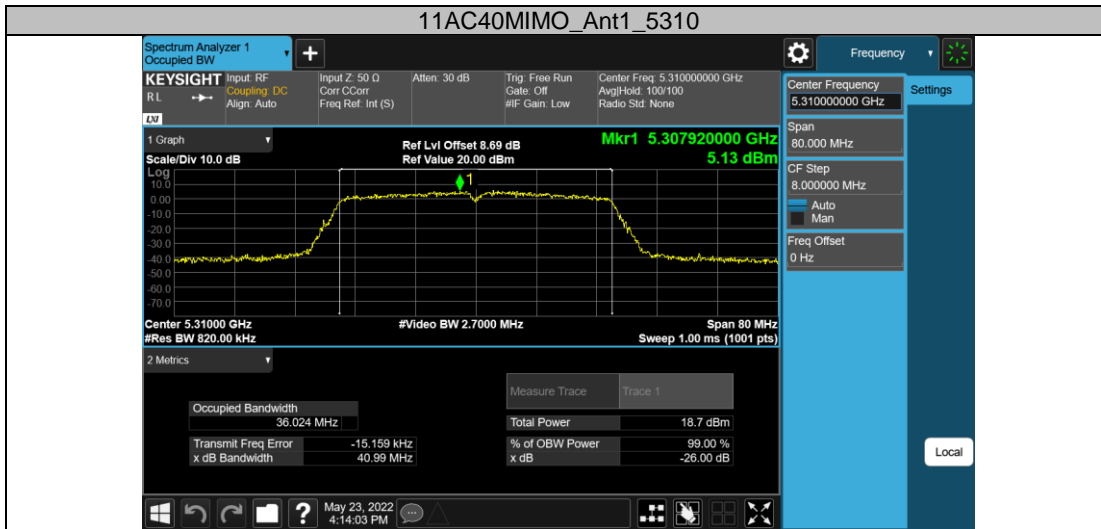 11AC40MIMO_Ant1_5310
Spectrum Analyzer 1
Occupied BW
Frequency
KEYSIGHT
R L
LXI
Input: RF
Coupling: DC
Align: Auto
Input Z: 50 Ω
Corr CCorr
Freq Ref: Int (S)
Atten: 30 dB
Trig: Free Run
Gate: Off
#IF Gain: Low
Center Freq: 5.310000000 GHz
Avg|Hold: 100/100
Radio Std: None
Center Frequency
5.310000000 GHz
Settings
Span
80.000 MHz
CF Step
8.000000 MHz
Auto
Man
Freq Offset
0 Hz
1 Graph
Scale/Div 10.0 dB
Ref Lvl Offset 8.69 dB
Ref Value 20.00 dBm
Mkr1 5.307920000 GHz
5.13 dBm
Log
10.0
0.00
-10.0
-20.0
-30.0
-40.0
-50.0
-60.0
-70.0
1
Center 5.31000 GHz
#Video BW 2.7000 MHz
Span 80 MHz
#Res BW 820.00 kHz
Sweep 1.00 ms (1001 pts)
2 Metrics
Measure Trace Trace 1
Occupied Bandwidth
36.024 MHz
Total Power 18.7 dBm
Transmit Freq Error -15.159 kHz
% of OBW Power 99.00 %
x dB Bandwidth 40.99 MHz
x dB -26.00 dB
Local
?
May 23, 2022
4:14:03 PM